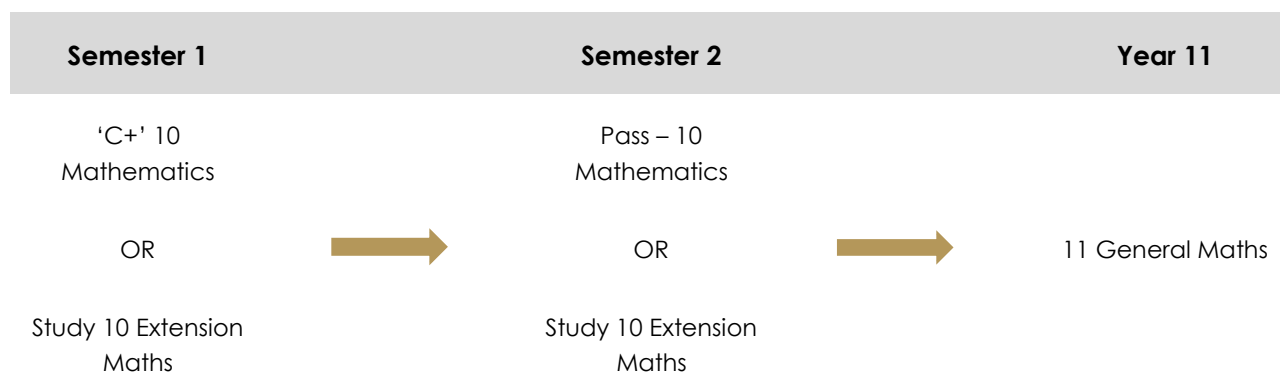 Semester 1
Semester 2
Year 11
‘C+’ 10
Mathematics
Pass – 10
Mathematics
OR
OR
11 General Maths
Study 10 Extension
Maths
Study 10 Extension
Maths